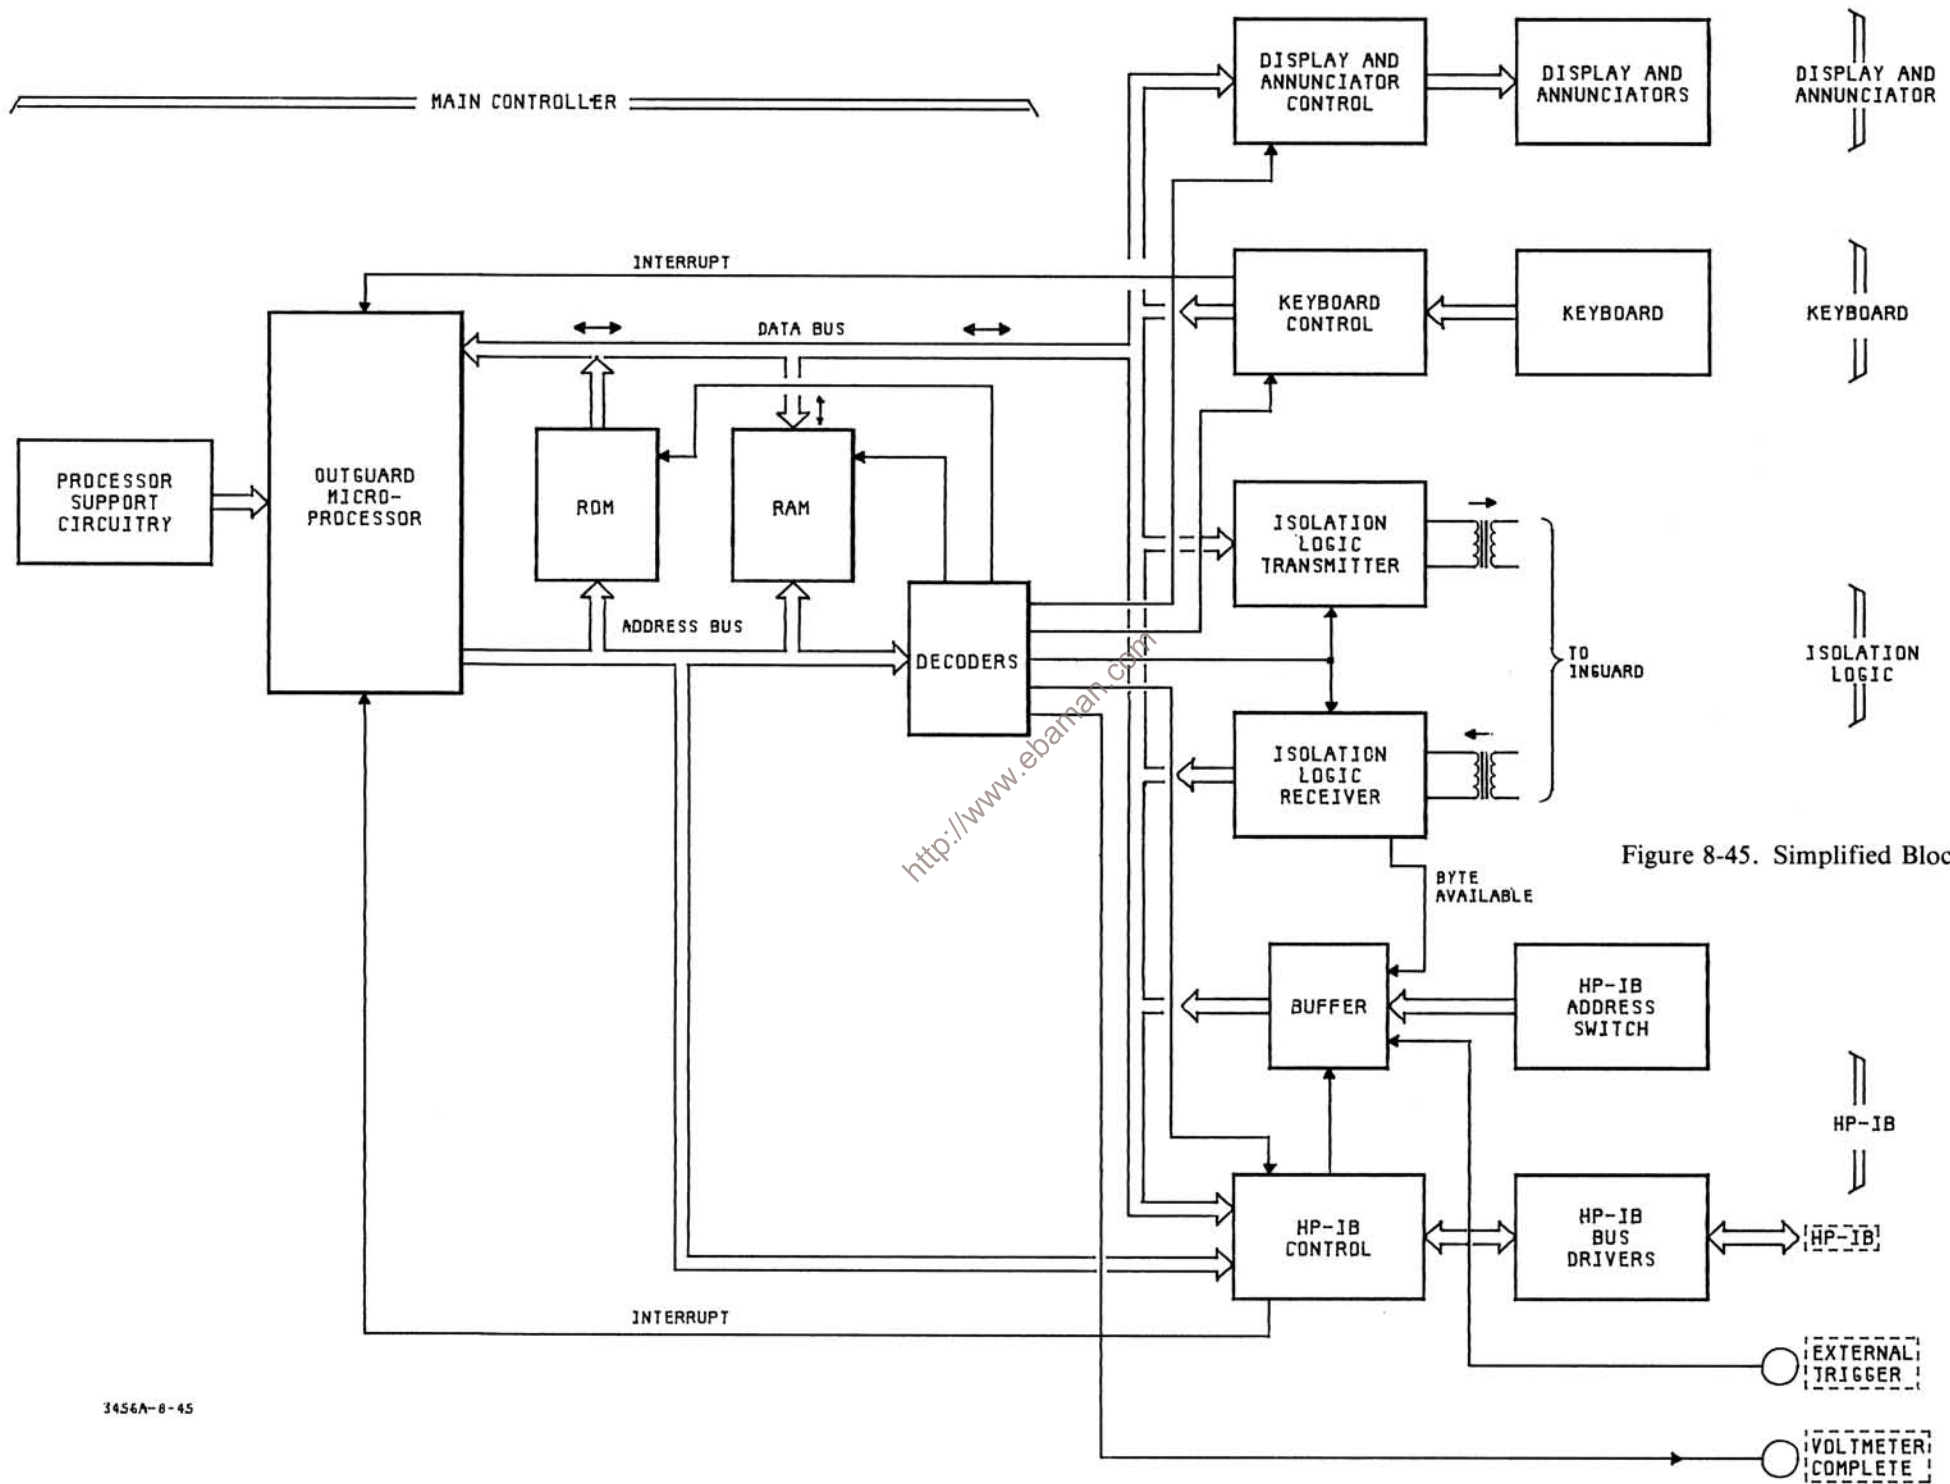 MAIN CONTROLLER
DISPLAY AND
ANNUNCIATOR
CONTROL
DISPLAY AND
ANNUNCIATORS
DISPLAY AND
ANNUNCIATOR
INTERRUPT
KEYBOARD
CONTROL
KEYBOARD
KEYBOARD
DATA BUS
PROCESSOR
SUPPORT
CIRCUITRY
OUTGUARD
MICRO-
PROCESSOR
ROM
RAM
ISOLATION
LOGIC
TRANSMITTER
ADDRESS BUS
DECODERS
TO
INGUARD
ISOLATION
LOGIC
ISOLATION
LOGIC
RECEIVER
http://www.ebaman.com
Figure 8-45. Simplified Bloc
BYTE
AVAILABLE
BUFFER
HP-IB
ADDRESS
SWITCH
HP-IB
HP-IB
CONTROL
HP-IB
BUS
DRIVERS
HP-IB
INTERRUPT
EXTERNAL
TRIGGER
3456A-8-45
VOLTMETER
COMPLETE